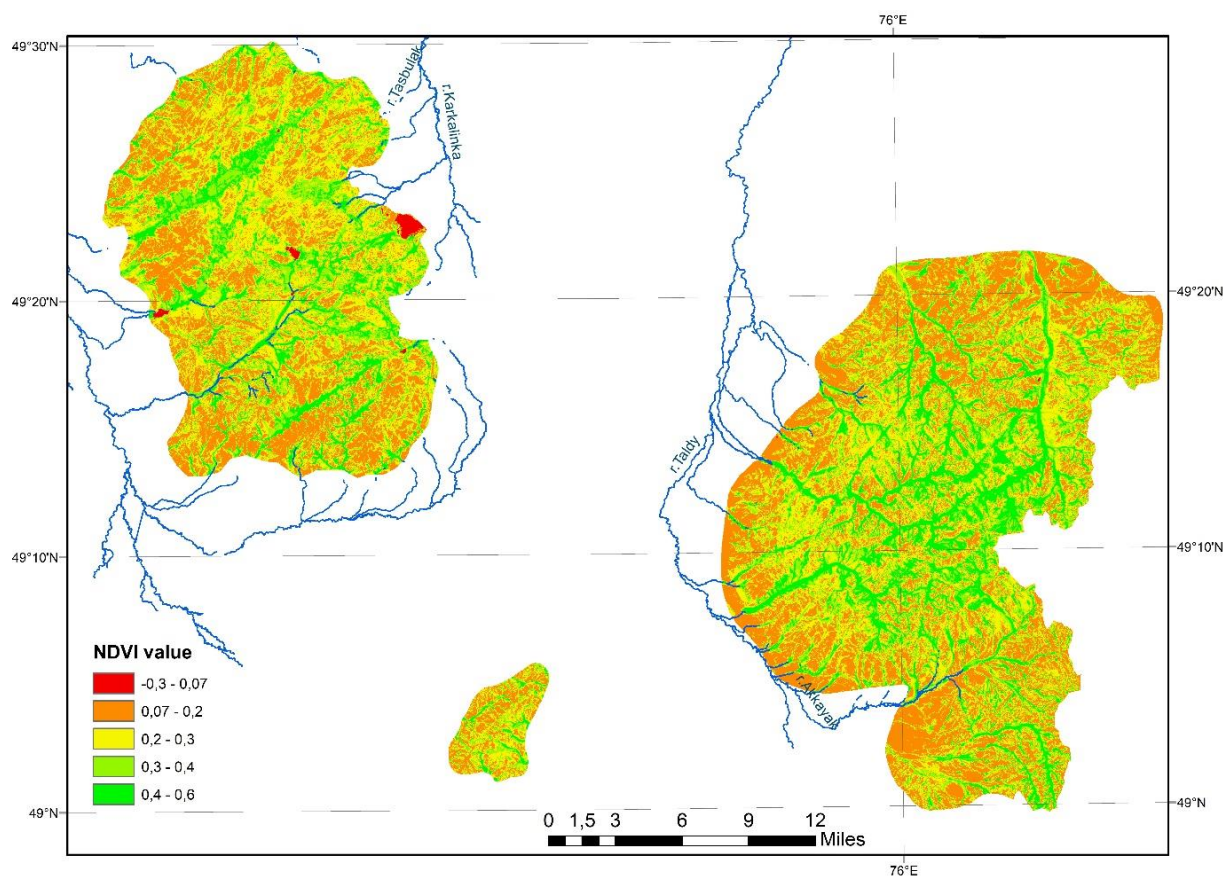 76°E
49°30'N
49°30'N
r.Tasbulak
r.Karkalinka
49°20'N
49°20'N
r.Taldy
49°10'N
49°10'N
NDVI value
-0,3 - 0,07
0,07 - 0,2
0,2 - 0,3
0,3 - 0,4
0,4 - 0,6
r.Akkayak
49°N
49°N
0 1,5 3 6 9 12
Miles
76°E